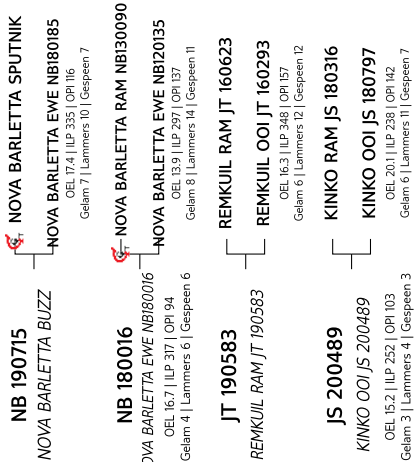 NOVA BARLETTA SPUTNIK
NOVA BARLETTA EWE NB180185
OEL 17.4 | ILP 335 | OPI 116
Gelam 7 | Lammers 10 | Gespeen 7
NB 190715
NOVA BARLETTA BUZZ
NOVA BARLETTA RAM NB130090
NOVA BARLETTA EWE NB120135
OEL 13.9 | ILP 297 | OPI 137
Gelam 8 | Lammers 14 | Gespeen 11
NB 180016
OVA BARLETTA EWE NB180016
OEL 16.7 | ILP 317 | OPI 94
Gelam 4 | Lammers 6 | Gespeen 6
REMKUIL RAM JT 160623
REMKUIL OOI JT 160293
OEL 16.3 | ILP 348 | OPI 157
Gelam 6 | Lammers 12 | Gespeen 12
JT 190583
REMKUIL RAM JT 190583
KINKO RAM JS 180316
KINKO OOI JS 180797
OEL 20.1 | ILP 238 | OPI 142
Gelam 6 | Lammers 11 | Gespeen 7
JS 200489
KINKO OOI JS 200489
OEL 15.2 | ILP 252 | OPI 103
Gelam 3 | Lammers 4 | Gespeen 3